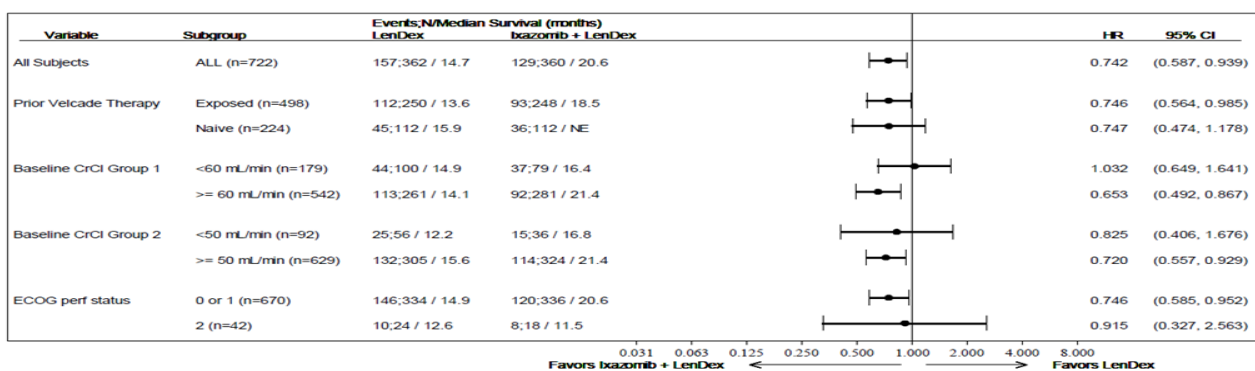 Events;N/Median Survival (months)
Variable Subgroup LenDex Ixazomib + LenDex HR 95% CI
All Subjects ALL (n=722) 157;362 / 14.7 129;360 / 20.6 0.742 (0.587, 0.939)
Prior Velcade Therapy Exposed (n=498) 112;250 / 13.6 93;248 / 18.5 0.746 (0.564, 0.985)
Naive (n=224) 45;112 / 15.9 36;112 / NE 0.747 (0.474, 1.178)
Baseline CrCl Group 1 <60 mL/min (n=179) 44;100 / 14.9 37;79 / 16.4 1.032 (0.649, 1.641)
>= 60 mL/min (n=542) 113;261 / 14.1 92;281 / 21.4 0.653 (0.492, 0.867)
Baseline CrCl Group 2 <50 mL/min (n=92) 25;56 / 12.2 15;36 / 16.8 0.825 (0.406, 1.676)
>= 50 mL/min (n=629) 132;305 / 15.6 114;324 / 21.4 0.720 (0.557, 0.929)
ECOG perf status 0 or 1 (n=670) 146;334 / 14.9 120;336 / 20.6 0.746 (0.585, 0.952)
2 (n=42) 10;24 / 12.6 8;18 / 11.5 0.915 (0.327, 2.563)
0.031 0.063 0.125 0.250 0.500 1.000 2.000 4.000 8.000
Favors Ixazomib + LenDex Favors LenDex